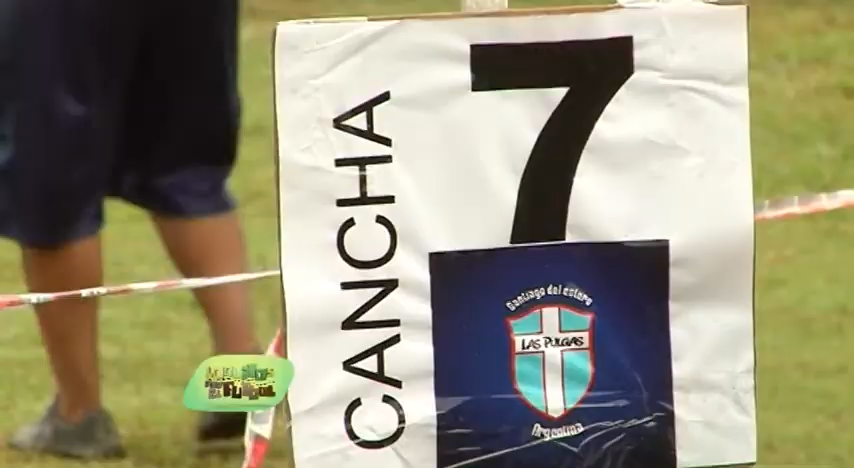 CANCHA
7
Santiago del estero
LAS PULGAS
Argentina